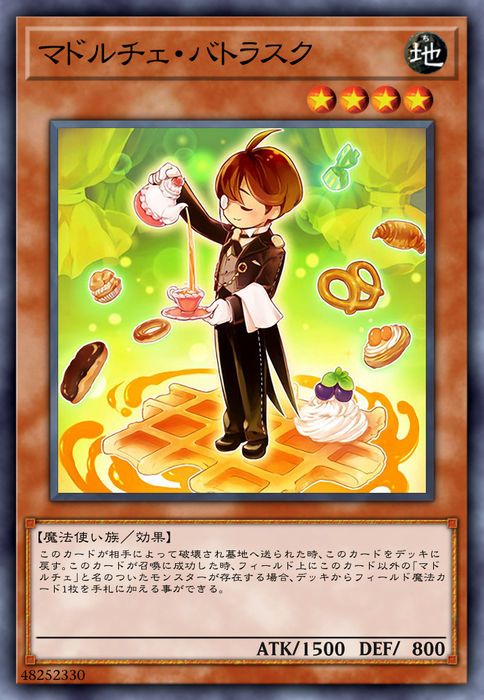 マドルチェ・バトラスク
ち
地
【魔法使い族／効果】
このカードが相手によって破壊され墓地へ送られた時、このカードをデッキに
戻す。このカードが召喚に成功した時、フィールド上にこのカード以外の「マド
ルチェ」と名のついたモンスターが存在する場合、デッキからフィールド魔法カ
ード1枚を手札に加える事ができる。
ATK/1500 DEF/ 800
48252330